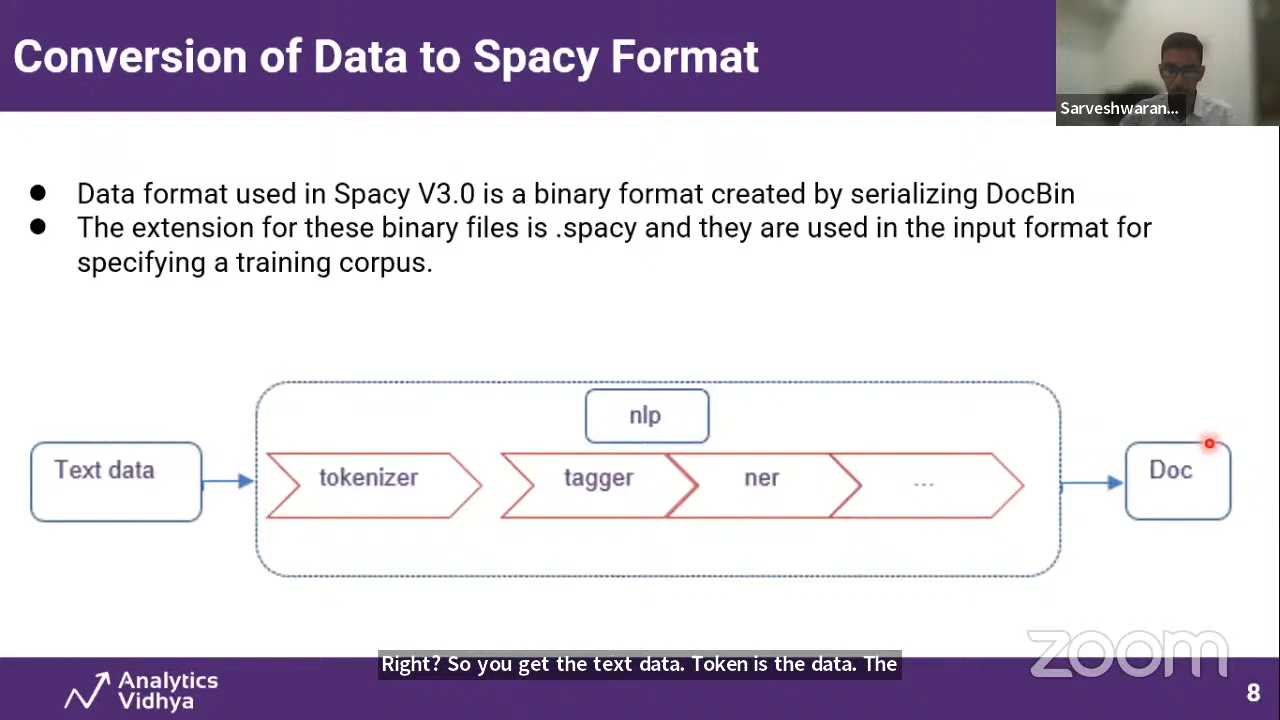 Conversion of Data to Spacy Format
Sarveshwaran...
● Data format used in Spacy V3.0 is a binary format created by serializing DocBin
● The extension for these binary files is .spacy and they are used in the input format for
specifying a training corpus.
nlp
Text data
tokenizer
tagger
ner
...
Doc
zoom
Right? So you get the text data. Token is the data. The
Analytics
Vidhya
8